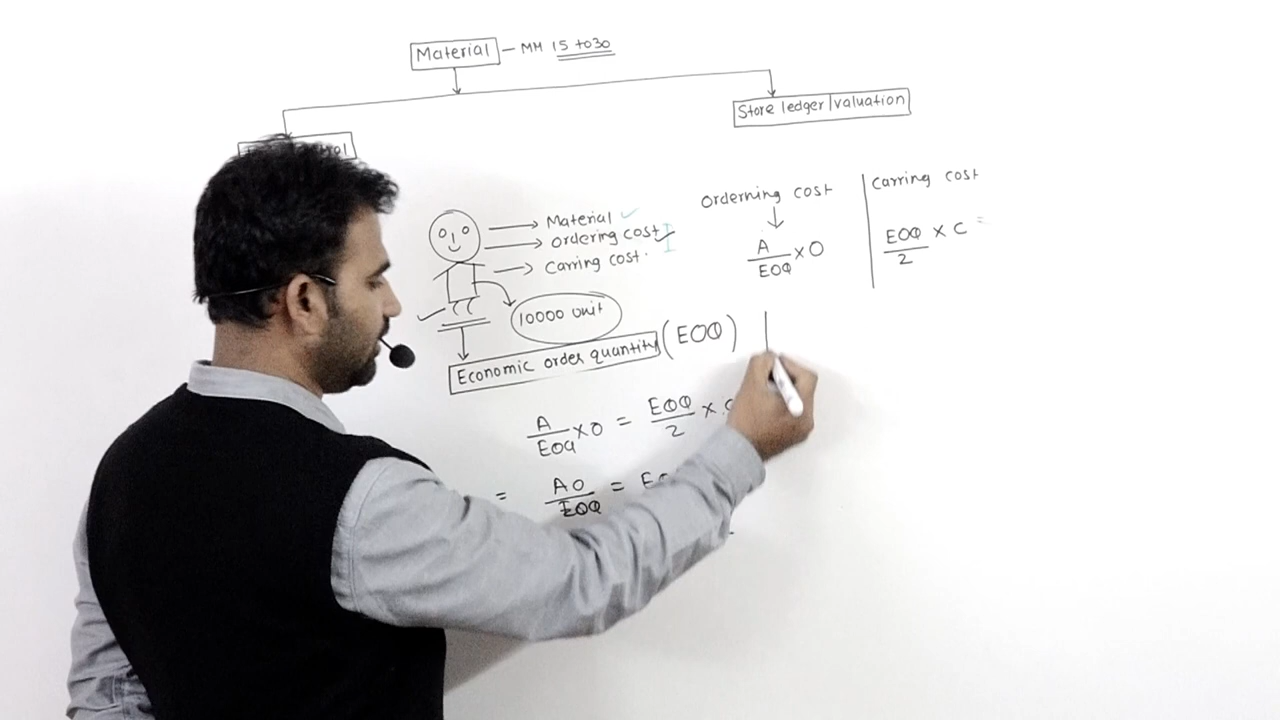 Material - MM 15 to 30
Store ledger/valuation
orderning cost
carring cost
Material ✓
ordering cost ✓
carring cost.
A/EOQ × O
EOQ/2 × C =
10000 unit
Economic order quantity (EOQ)
A/EOQ × O = EOQ/2 ×
= AO/EOQ =